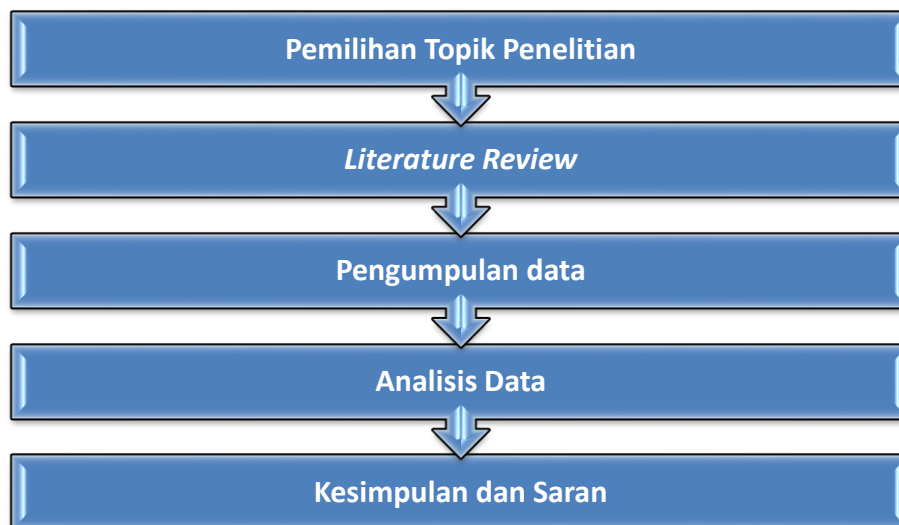 Pemilihan Topik Penelitian
Literature Review
Pengumpulan data
Analisis Data
Kesimpulan dan Saran